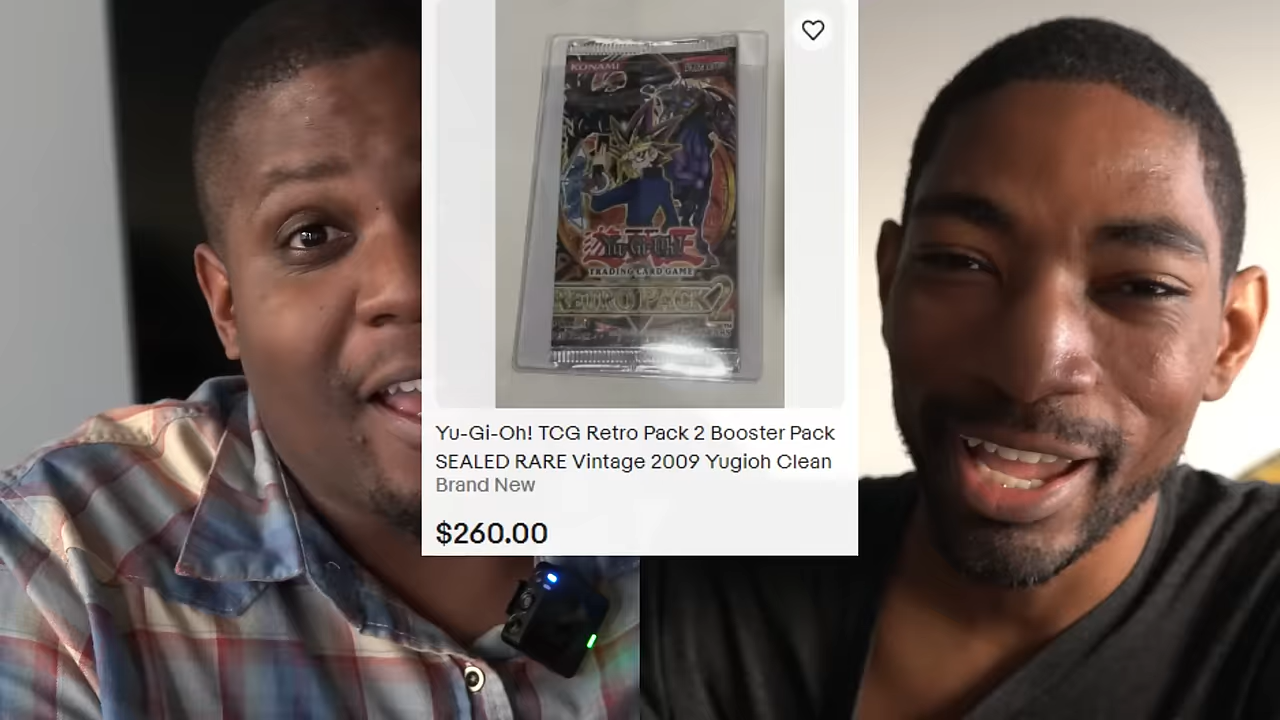 KONAMI
Yu-Gi-Oh!
TRADING CARD GAME
RETRO PACK 2
Yu-Gi-Oh! TCG Retro Pack 2 Booster Pack
SEALED RARE Vintage 2009 Yugioh Clean
Brand New
$260.00